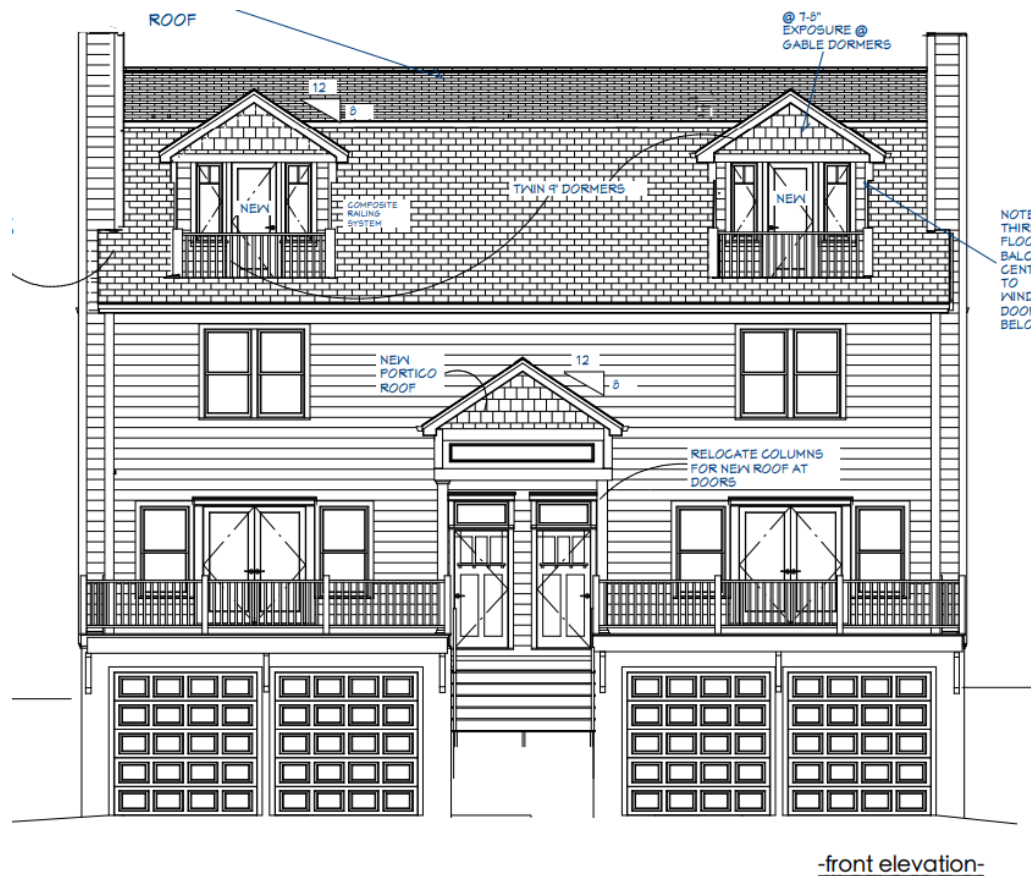 ROOF
@ 7-8"
EXPOSURE @
GABLE DORMERS
12
8
TWIN 9' DORMERS
NEW
COMPOSITE
RAILING
SYSTEM
NEW
NOTE
THIR
FLOO
BALC
CENT
TO
WIND
DOOR
BELO
NEW
PORTICO
ROOF
12
8
RELOCATE COLUMNS
FOR NEW ROOF AT
DOORS
-front elevation-